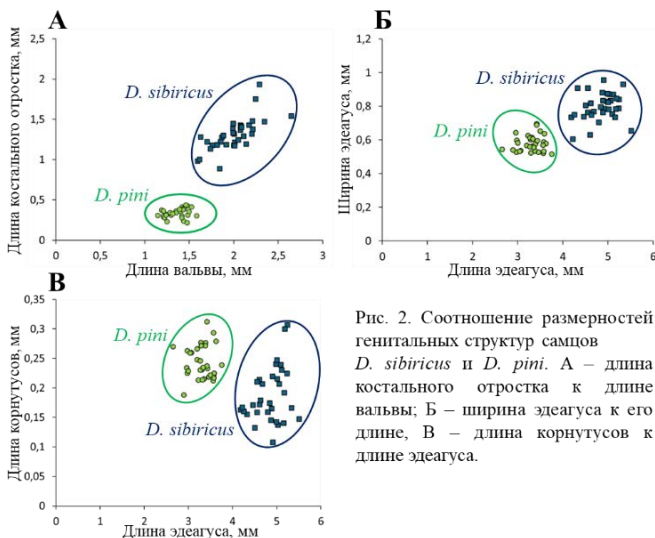 А
2,5
2
1,5
1
0,5
0
0
0,5
1
1,5
2
2,5
3
Длина костального отростка, мм
Длина вальвы, мм
D. sibiricus
D. pini
Б
1,2
1
0,8
0,6
0,4
0,2
0
0
1
2
3
4
5
6
Ширина эдеагуса, мм
Длина эдеагуса, мм
D. sibiricus
D. pini
В
0,35
0,3
0,25
0,2
0,15
0,1
0,05
0
0
1
2
3
4
5
6
Длина корнутусов, мм
Длина эдеагуса, мм
D. pini
D. sibiricus
Рис. 2. Соотношение размерностей
генитальных структур самцов
D. sibiricus и D. pini. А – длина
костального отростка к длине
вальвы; Б – ширина эдеагуса к его
длине, В – длина корнутусов к
длине эдеагуса.